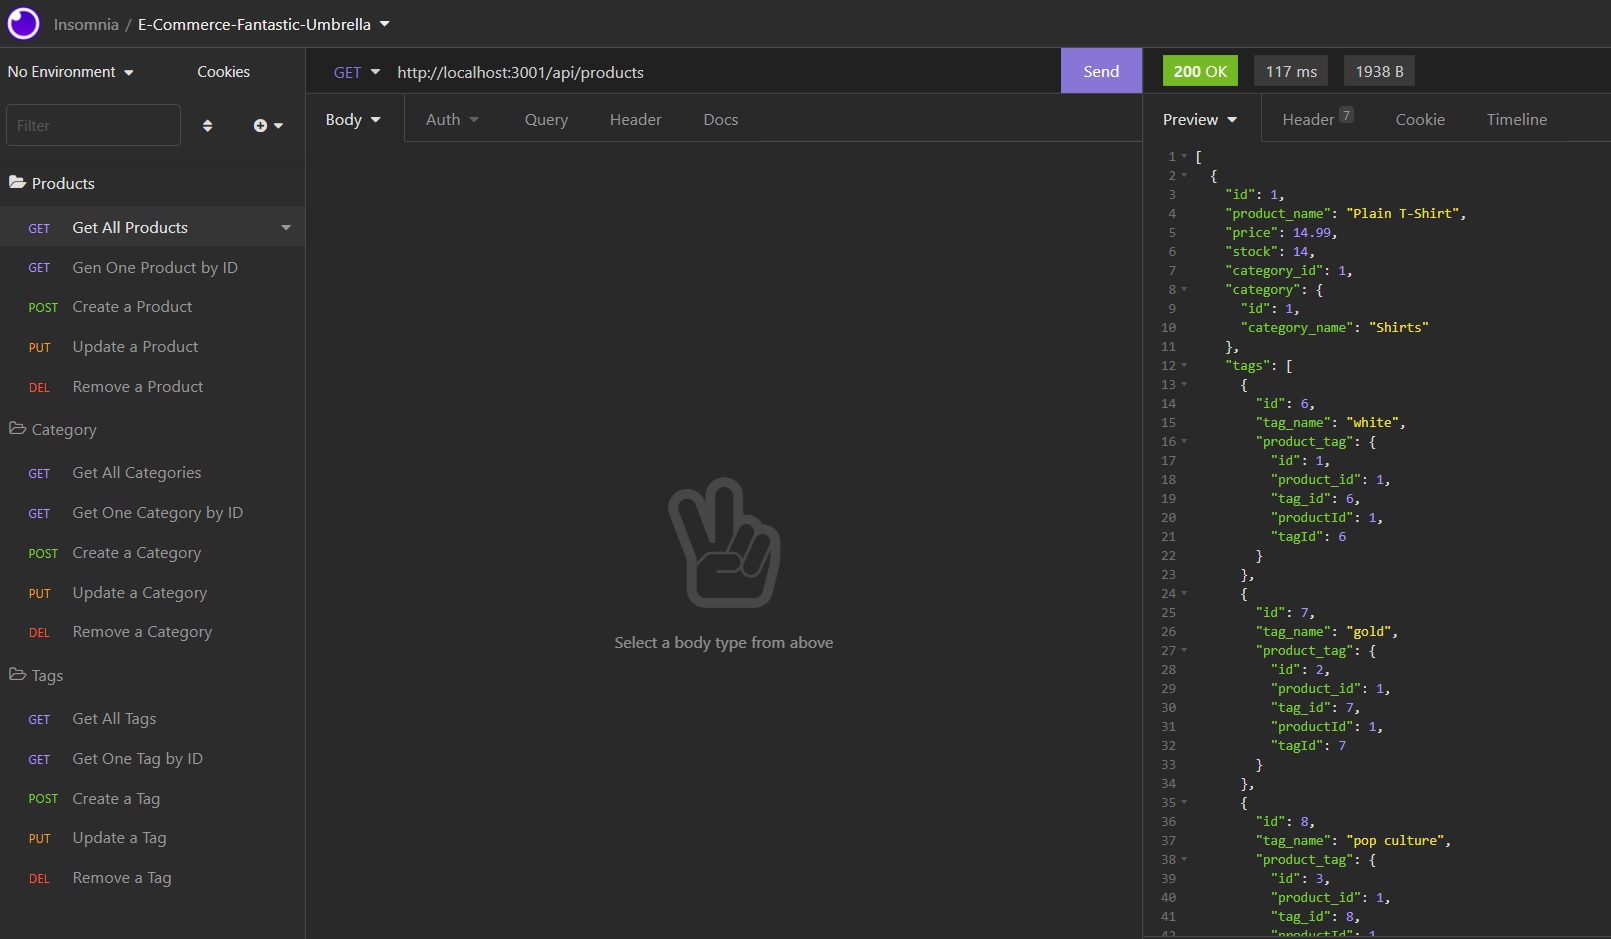 Insomnia / E-Commerce-Fantastic-Umbrella
No Environment
Cookies
Filter
Products
GET Get All Products
GET Gen One Product by ID
POST Create a Product
PUT Update a Product
DEL Remove a Product
Category
GET Get All Categories
GET Get One Category by ID
POST Create a Category
PUT Update a Category
DEL Remove a Category
Tags
GET Get All Tags
GET Get One Tag by ID
POST Create a Tag
PUT Update a Tag
DEL Remove a Tag
GET http://localhost:3001/api/products Send
Body Auth Query Header Docs
Select a body type from above
200 OK 117 ms 1938 B
Preview Header 7 Cookie Timeline
1 [
2 {
3 "id": 1,
4 "product_name": "Plain T-Shirt",
5 "price": 14.99,
6 "stock": 14,
7 "category_id": 1,
8 "category": {
9 "id": 1,
10 "category_name": "Shirts"
11 },
12 "tags": [
13 {
14 "id": 6,
15 "tag_name": "white",
16 "product_tag": {
17 "id": 1,
18 "product_id": 1,
19 "tag_id": 6,
20 "productId": 1,
21 "tagId": 6
22 }
23 },
24 {
25 "id": 7,
26 "tag_name": "gold",
27 "product_tag": {
28 "id": 2,
29 "product_id": 1,
30 "tag_id": 7,
31 "productId": 1,
32 "tagId": 7
33 }
34 },
35 {
36 "id": 8,
37 "tag_name": "pop culture",
38 "product_tag": {
39 "id": 3,
40 "product_id": 1,
41 "tag_id": 8,
42 "productId": 1